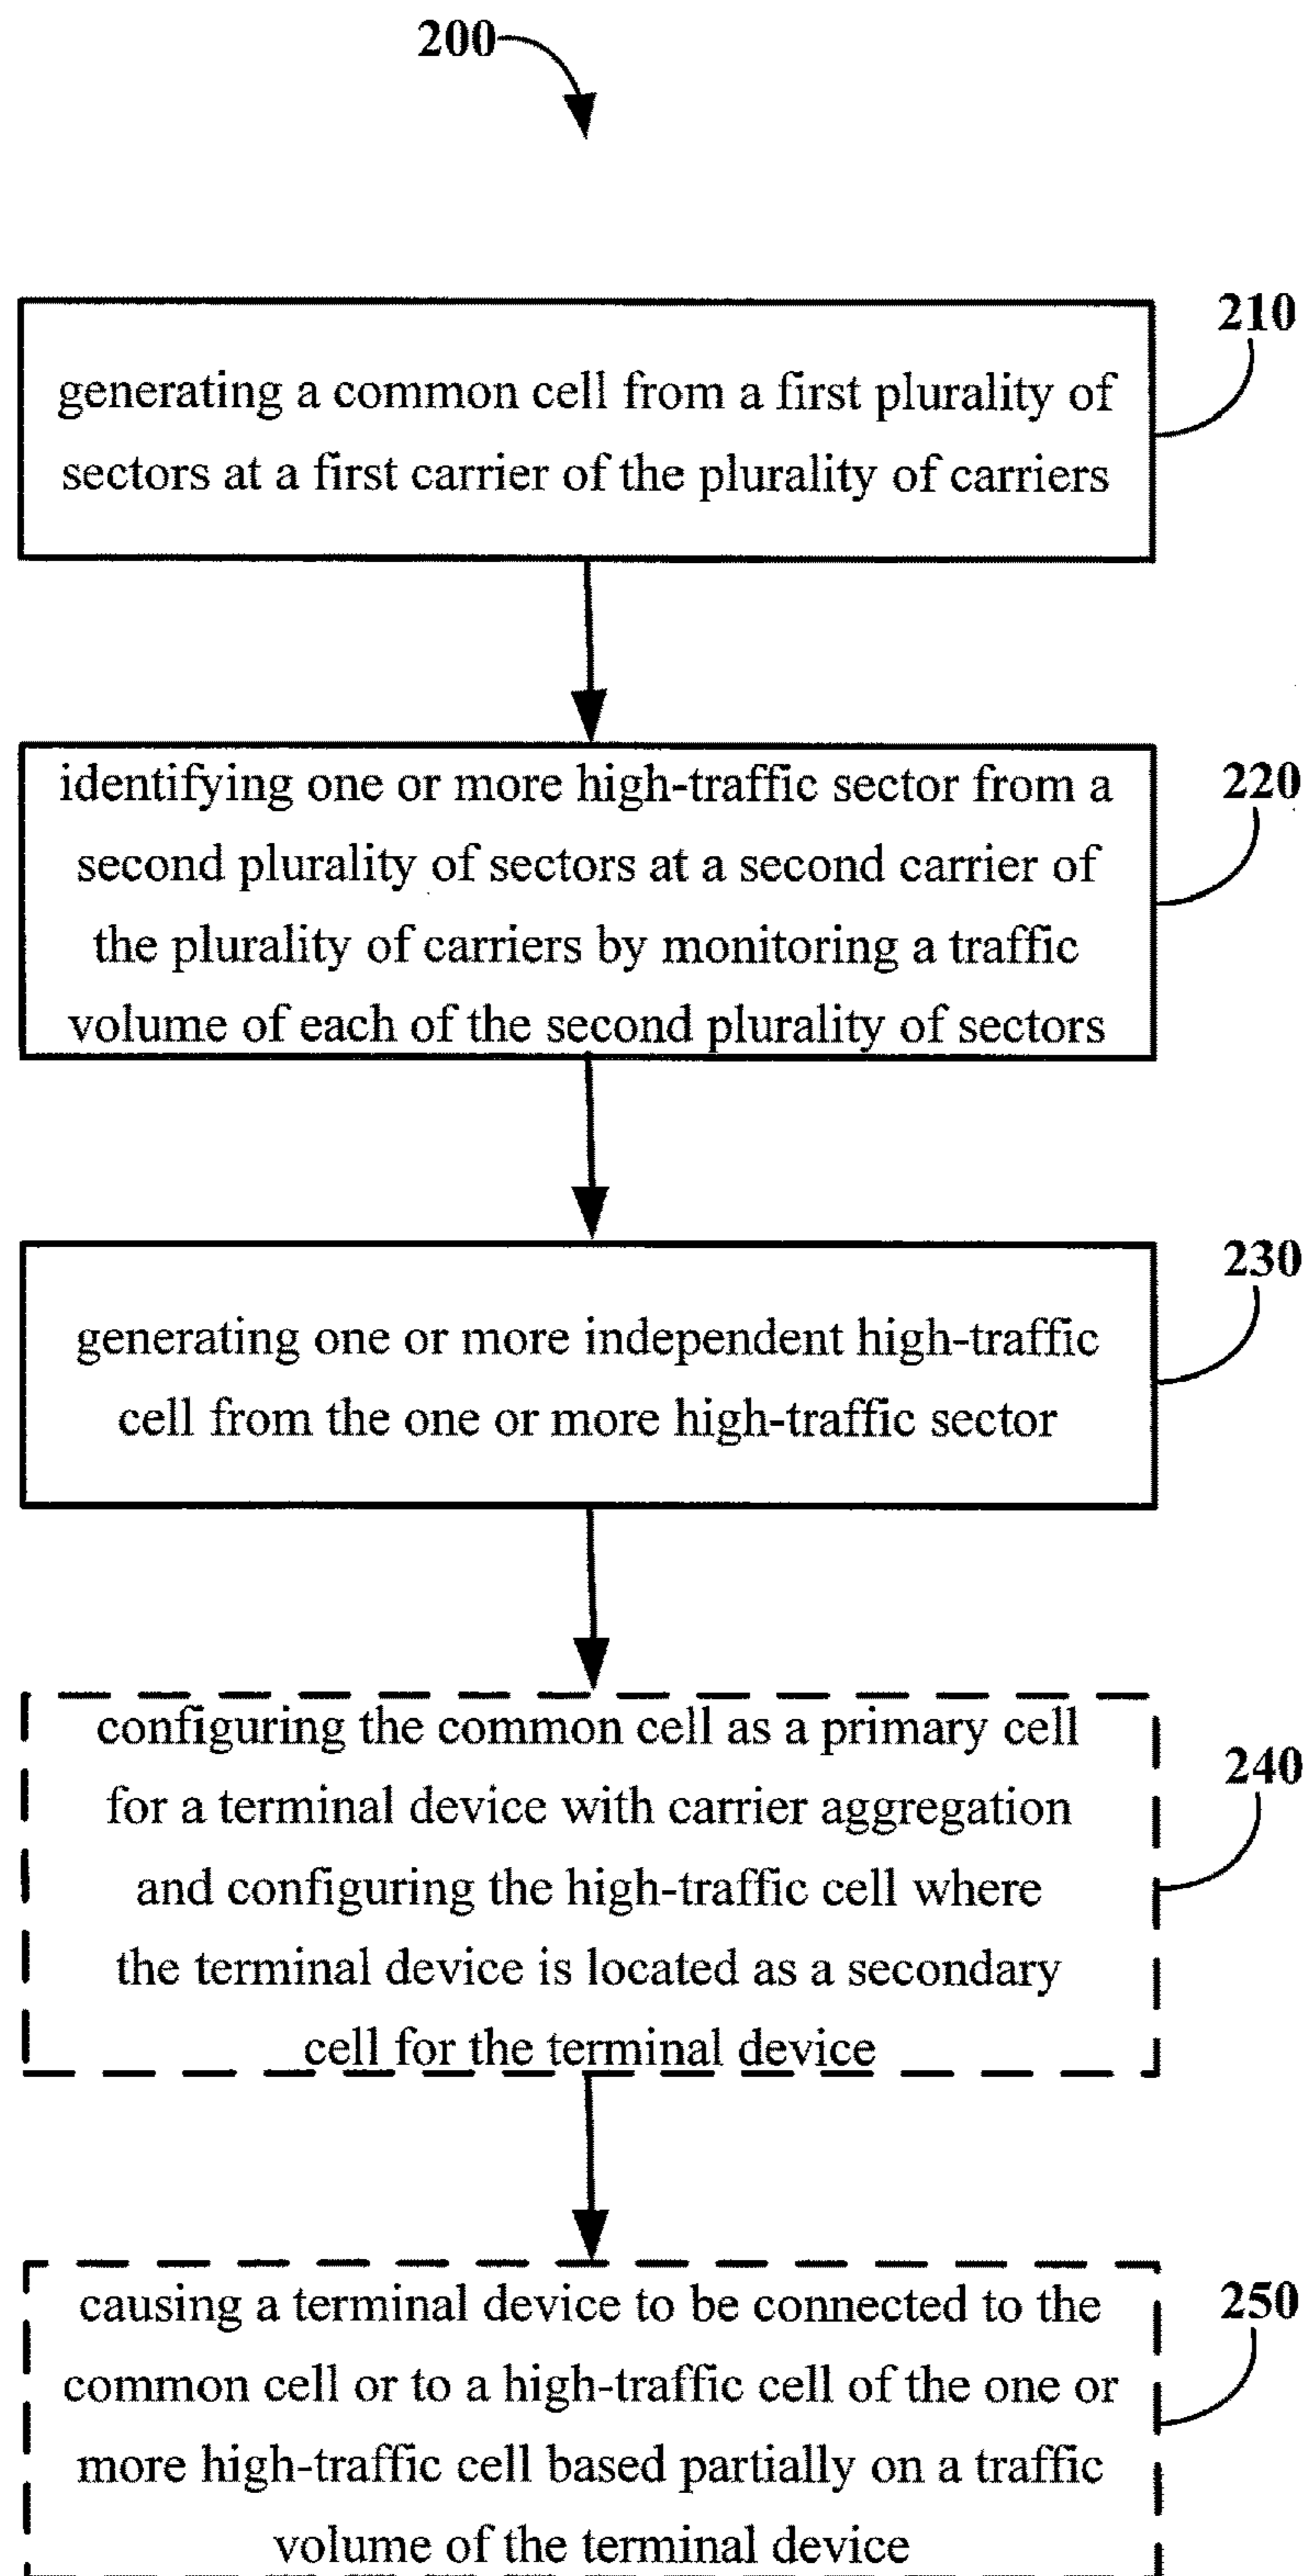 200
210
generating a common cell from a first plurality of
sectors at a first carrier of the plurality of carriers
220
identifying one or more high-traffic sector from a
second plurality of sectors at a second carrier of
the plurality of carriers by monitoring a traffic
volume of each of the second plurality of sectors
230
generating one or more independent high-traffic
cell from the one or more high-traffic sector
240
configuring the common cell as a primary cell
for a terminal device with carrier aggregation
and configuring the high-traffic cell where
the terminal device is located as a secondary
cell for the terminal device
250
causing a terminal device to be connected to the
common cell or to a high-traffic cell of the one or
more high-traffic cell based partially on a traffic
volume of the terminal device